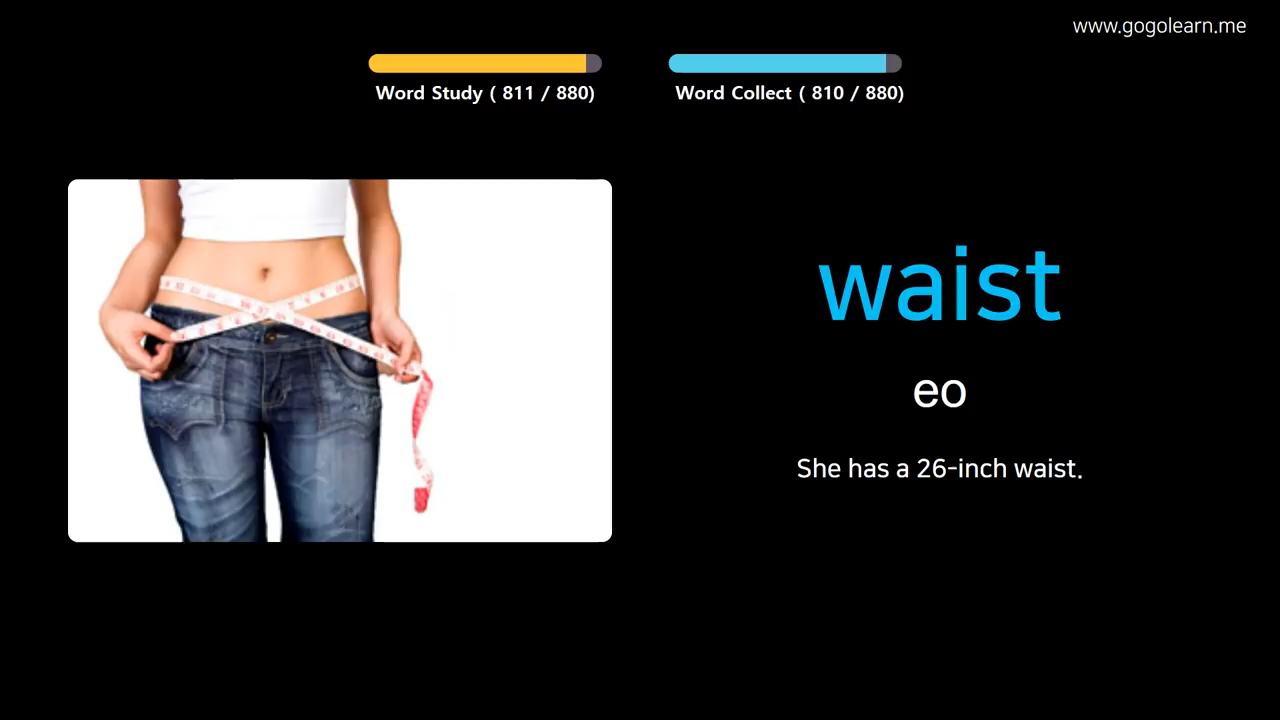 www.gogolearn.me
Word Study ( 811 / 880)
Word Collect ( 810 / 880)
waist
eo
She has a 26-inch waist.